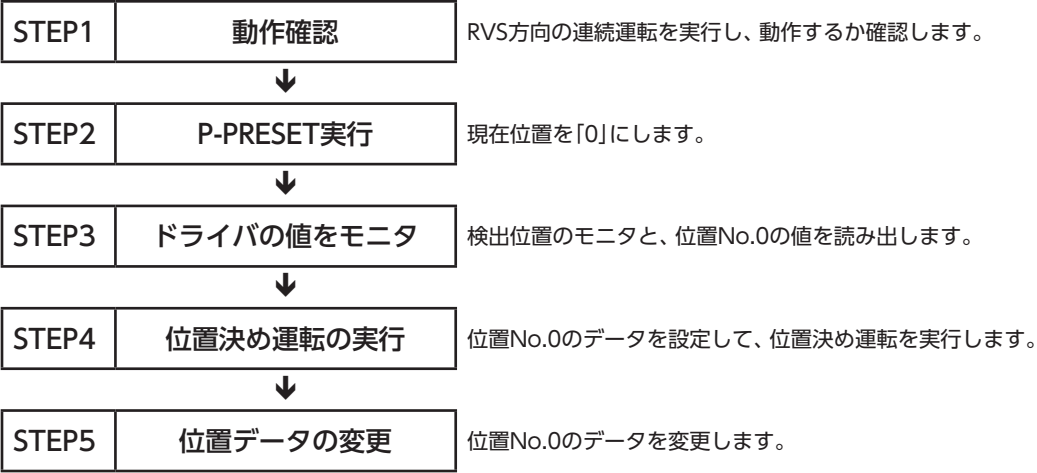 STEP1 動作確認 RVS方向の連続運転を実行し、動作するか確認します。
STEP2 P-PRESET実行 現在位置を「0」にします。
STEP3 ドライバの値をモニタ 検出位置のモニタと、位置No.0の値を読み出します。
STEP4 位置決め運転の実行 位置No.0のデータを設定して、位置決め運転を実行します。
STEP5 位置データの変更 位置No.0のデータを変更します。